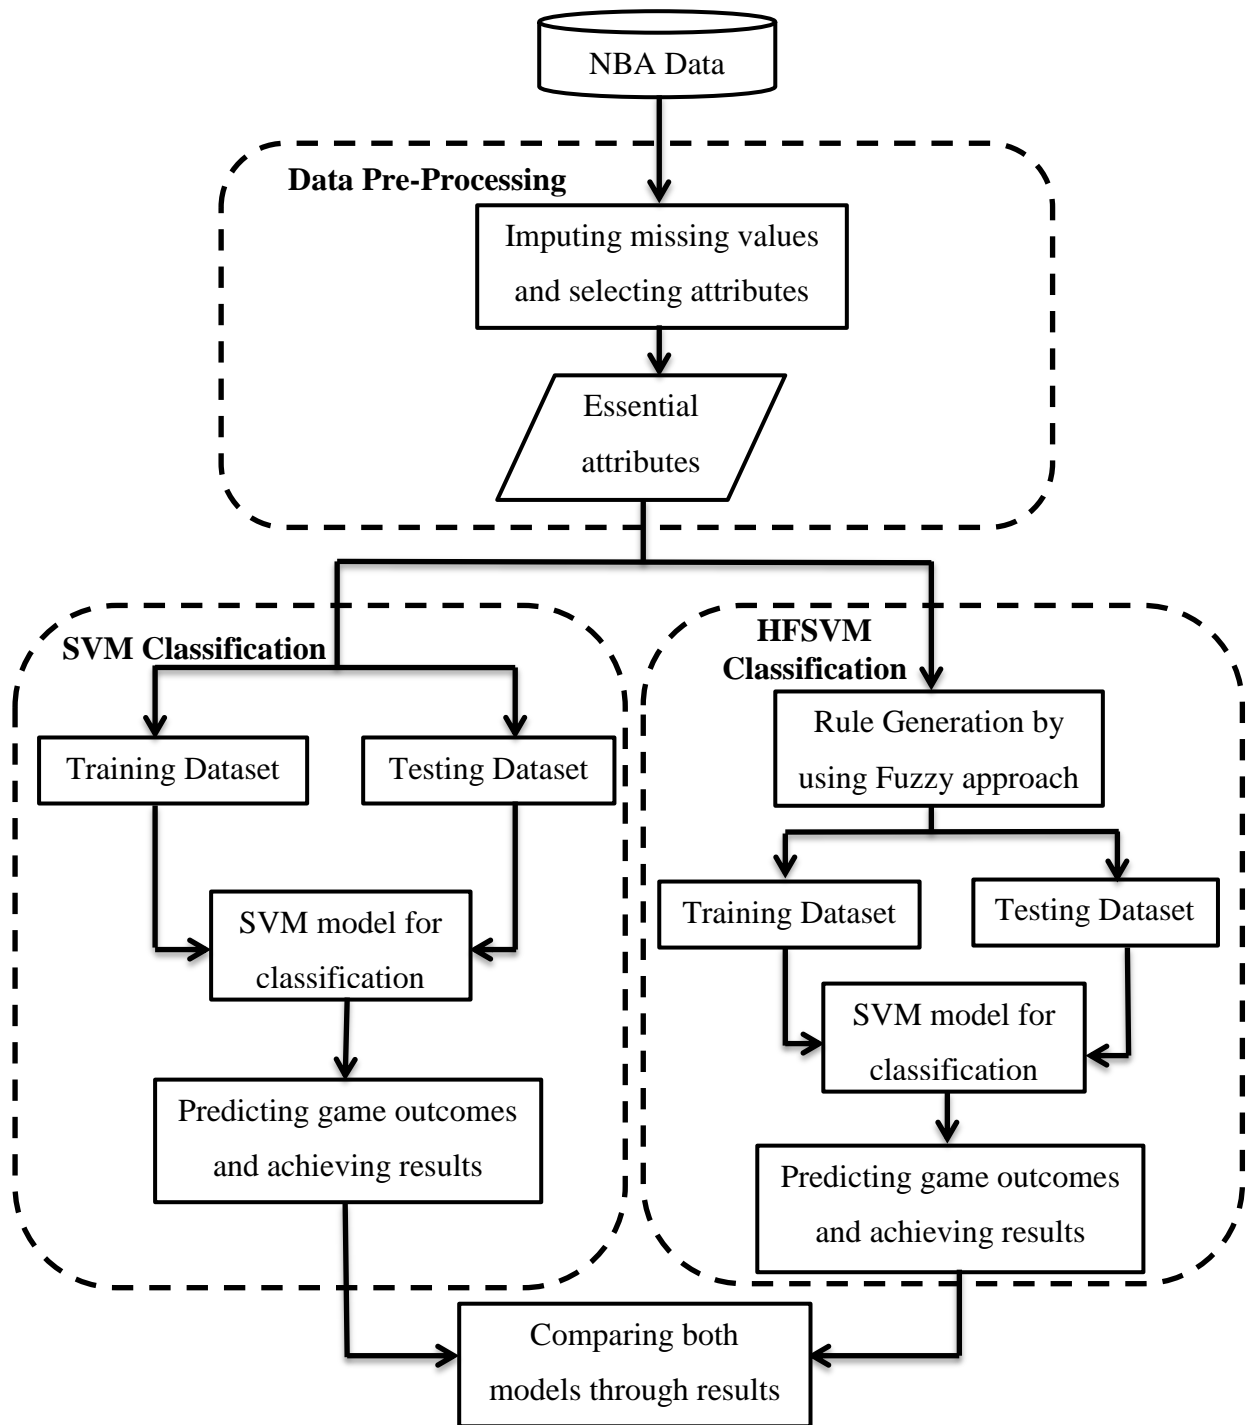 NBA Data
Data Pre-Processing
Imputing missing values
and selecting attributes
Essential
attributes
SVM Classification
Training Dataset
Testing Dataset
SVM model for
classification
Predicting game outcomes
and achieving results
HFSVM
Classification
Rule Generation by
using Fuzzy approach
Training Dataset
Testing Dataset
SVM model for
classification
Predicting game outcomes
and achieving results
Comparing both
models through results